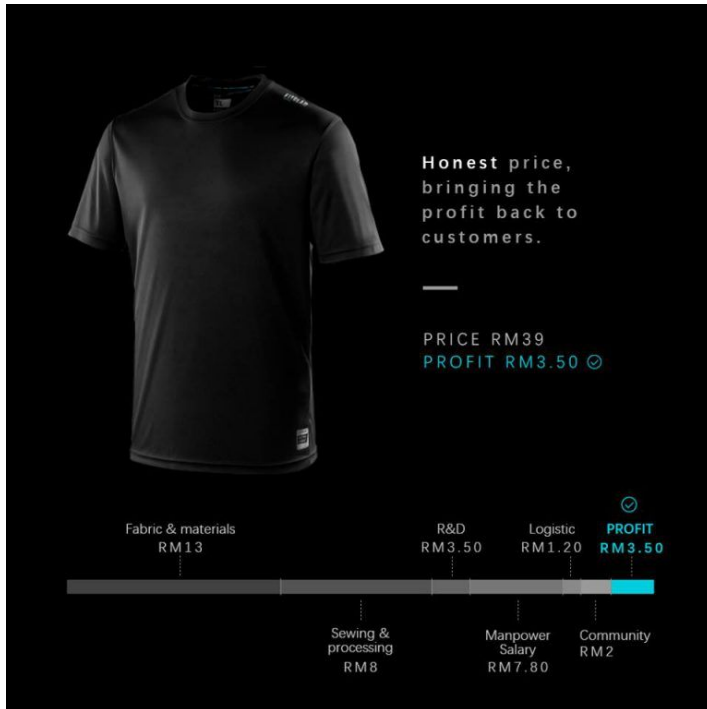 Honest price,
bringing the
profit back to
customers.
PRICE RM39
PROFIT RM3.50
Fabric & materials
RM13
R&D
RM3.50
Logistic
RM1.20
PROFIT
RM3.50
Sewing &
processing
RM8
Manpower
Salary
RM7.80
Community
RM2